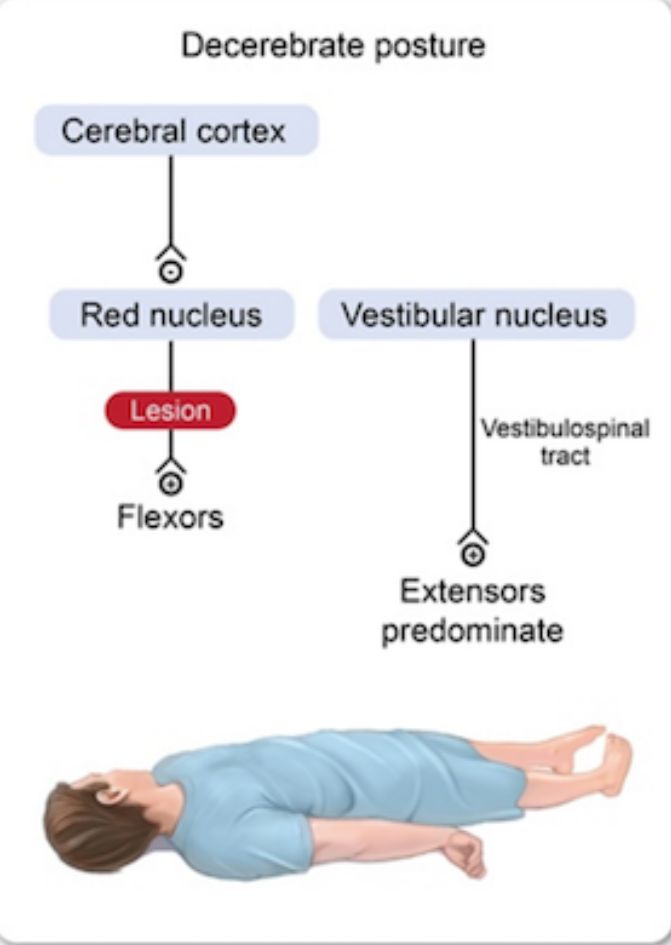 Decerebrate posture
Cerebral cortex
-
Red nucleus
Vestibular nucleus
Lesion
Vestibulospinal
tract
+
Flexors
+
Extensors
predominate